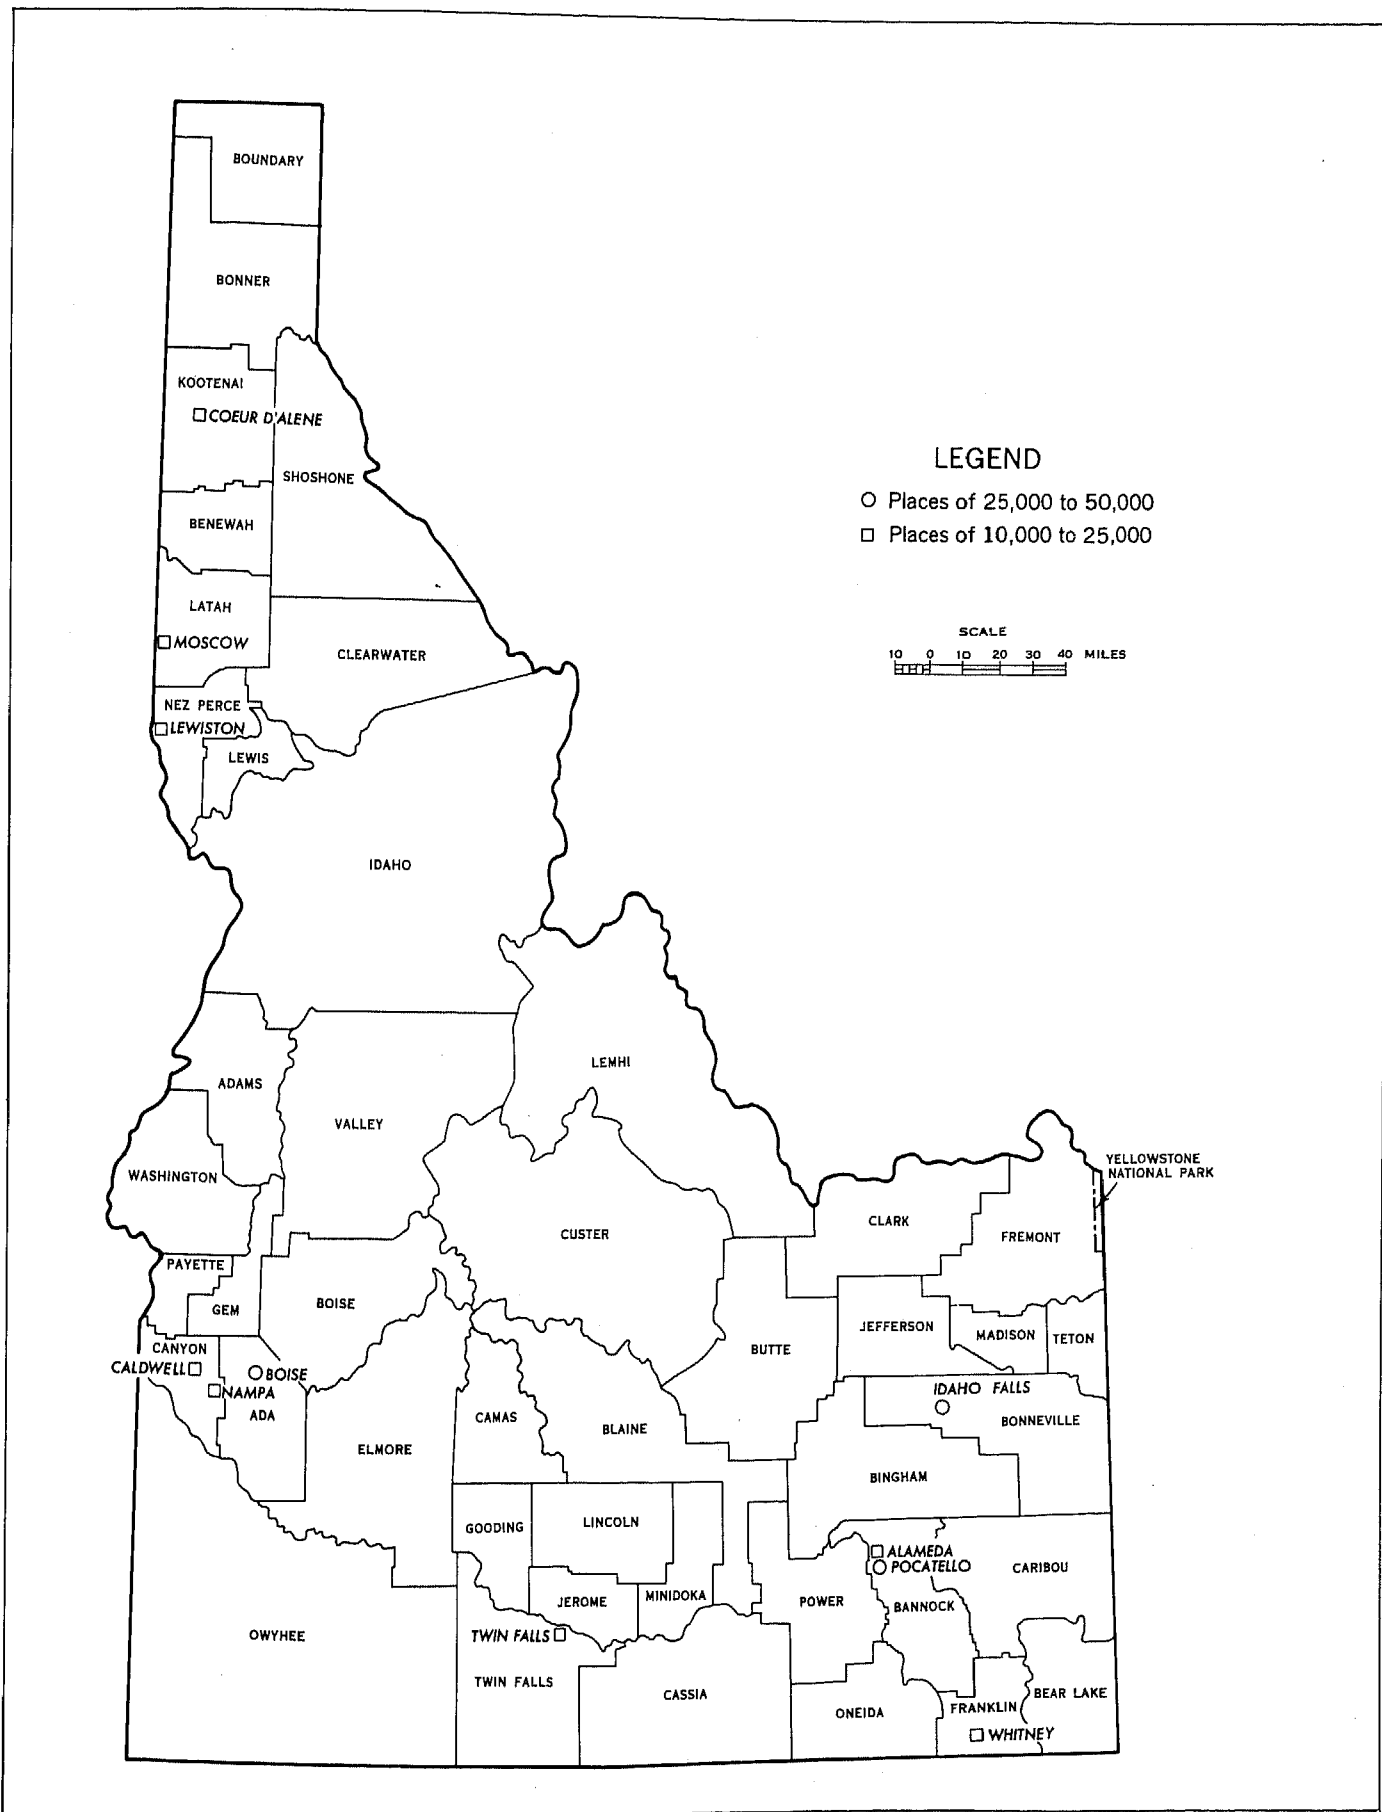 BOUNDARY
BONNER
KOOTENAI
COEUR D'ALENE
SHOSHONE
BENEWAH
LATAH
MOSCOW
CLEARWATER
NEZ PERCE
LEWISTON
LEWIS
IDAHO
LEGEND
Places of 25,000 to 50,000
Places of 10,000 to 25,000
SCALE
10 0 10 20 30 40 MILES
LEMHI
ADAMS
VALLEY
WASHINGTON
YELLOWSTONE
NATIONAL PARK
CLARK
FREMONT
CUSTER
PAYETTE
GEM
BOISE
JEFFERSON
MADISON
TETON
BUTTE
CANYON
CALDWELL
BOISE
NAMPA
ADA
IDAHO FALLS
BONNEVILLE
CAMAS
BLAINE
ELMORE
BINGHAM
GOODING
LINCOLN
ALAMEDA
POCATELLO
CARIBOU
JEROME
MINIDOKA
POWER
BANNOCK
OWYHEE
TWIN FALLS
TWIN FALLS
CASSIA
ONEIDA
FRANKLIN
BEAR LAKE
WHITNEY